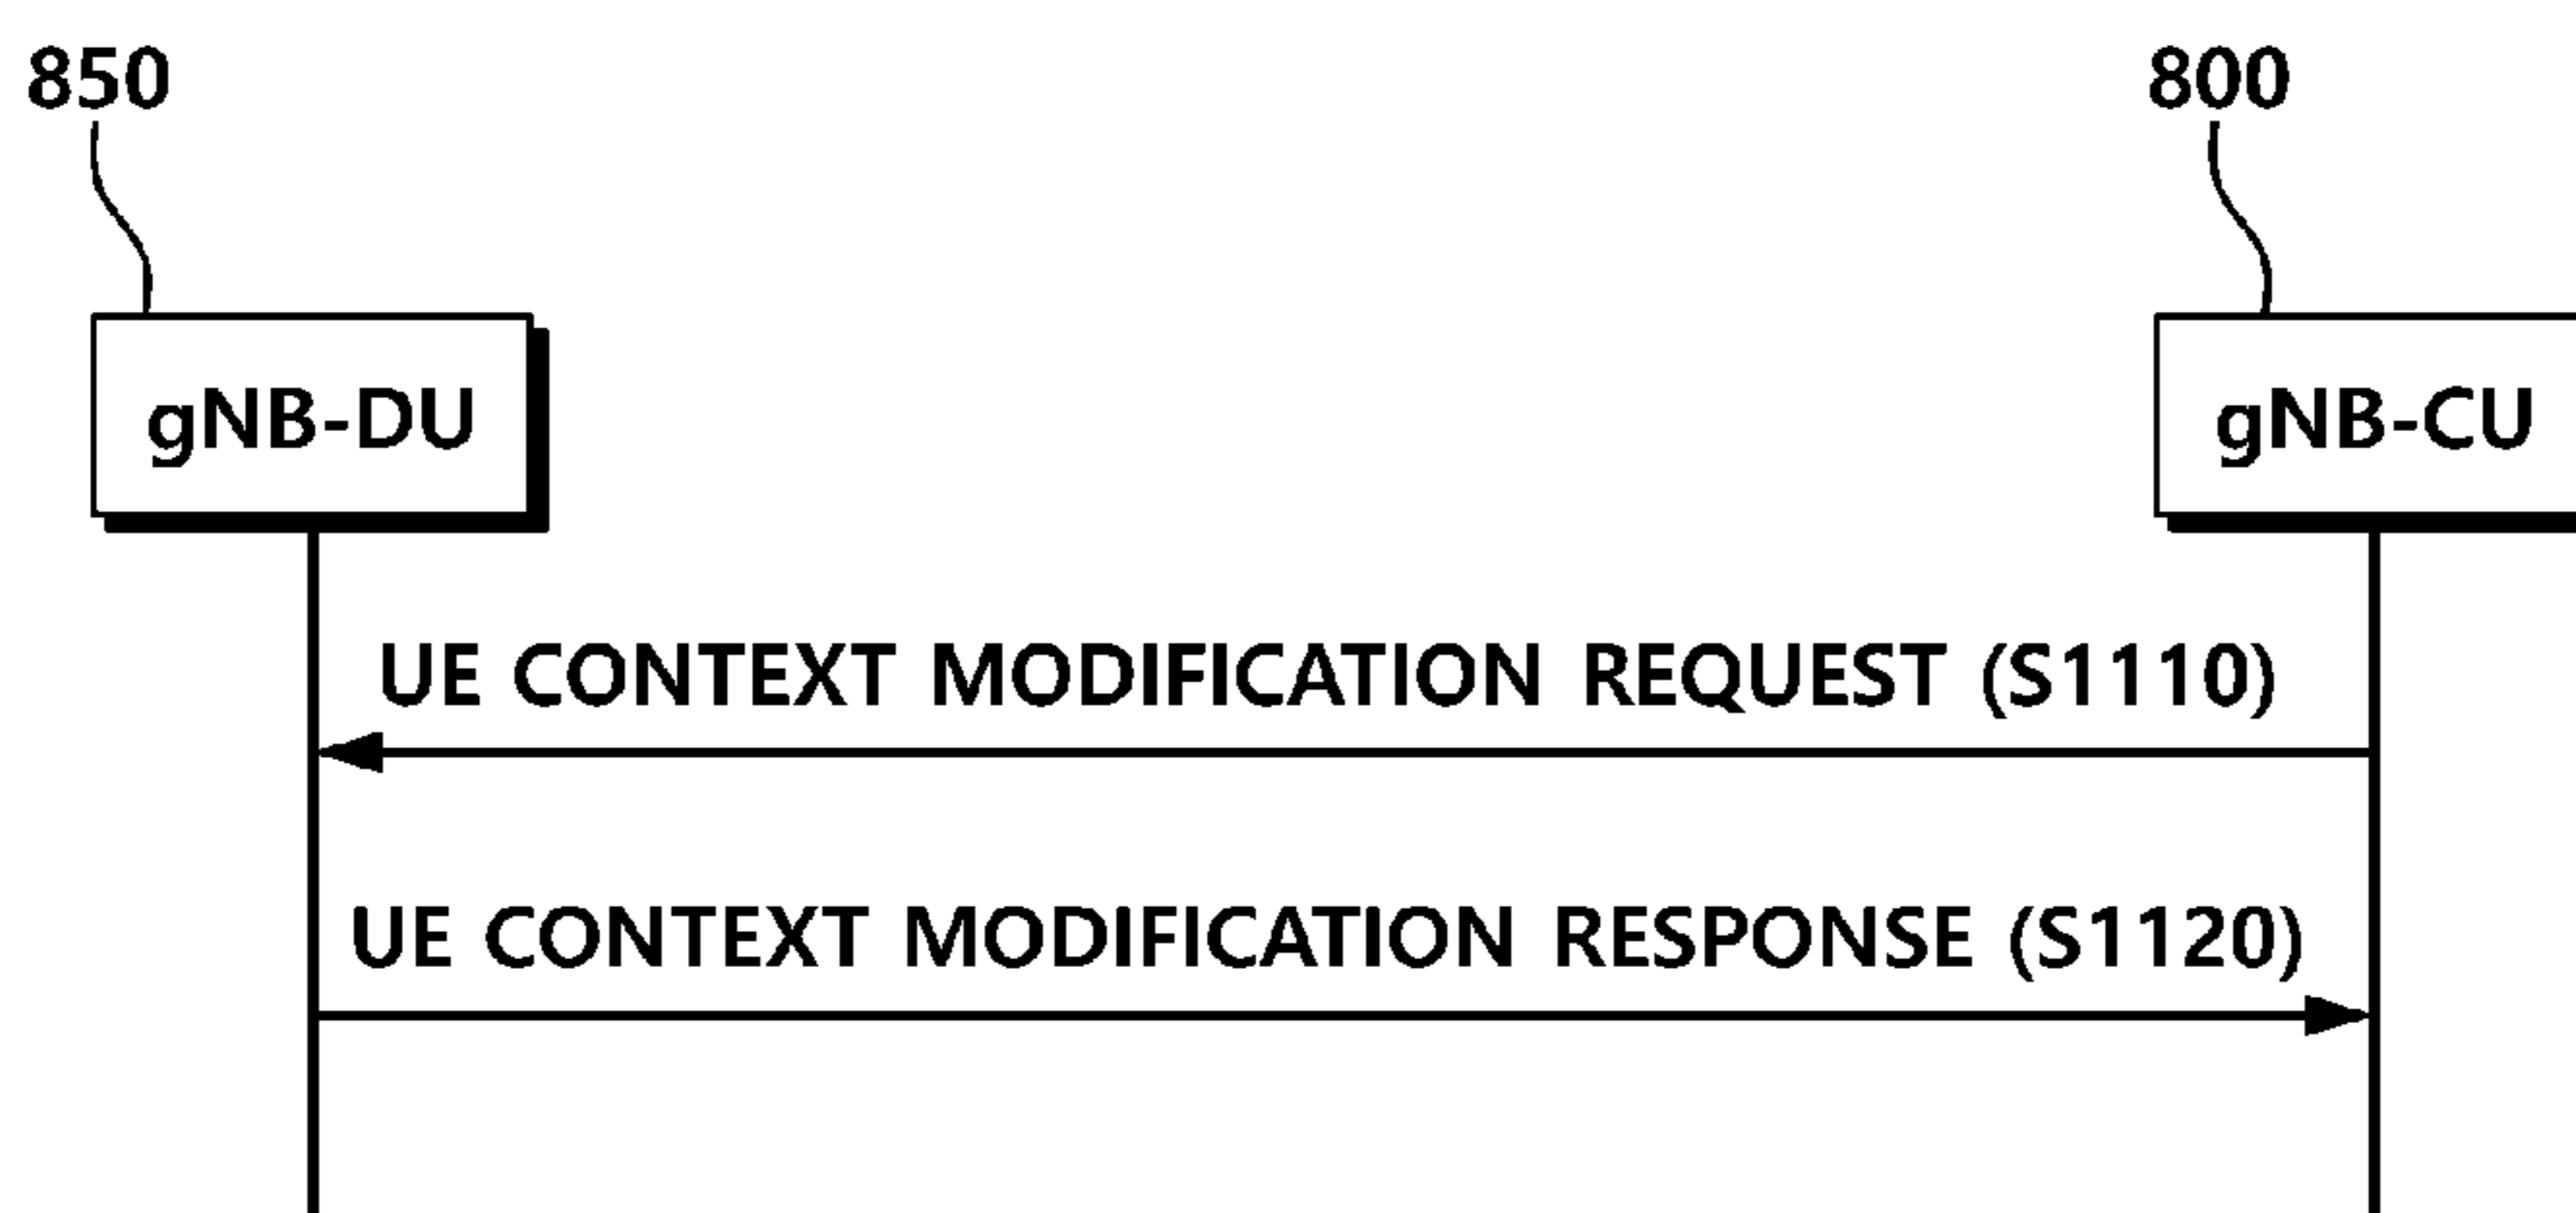 850 800
gNB-DU gNB-CU
UE CONTEXT MODIFICATION REQUEST (S1110)
UE CONTEXT MODIFICATION RESPONSE (S1120)